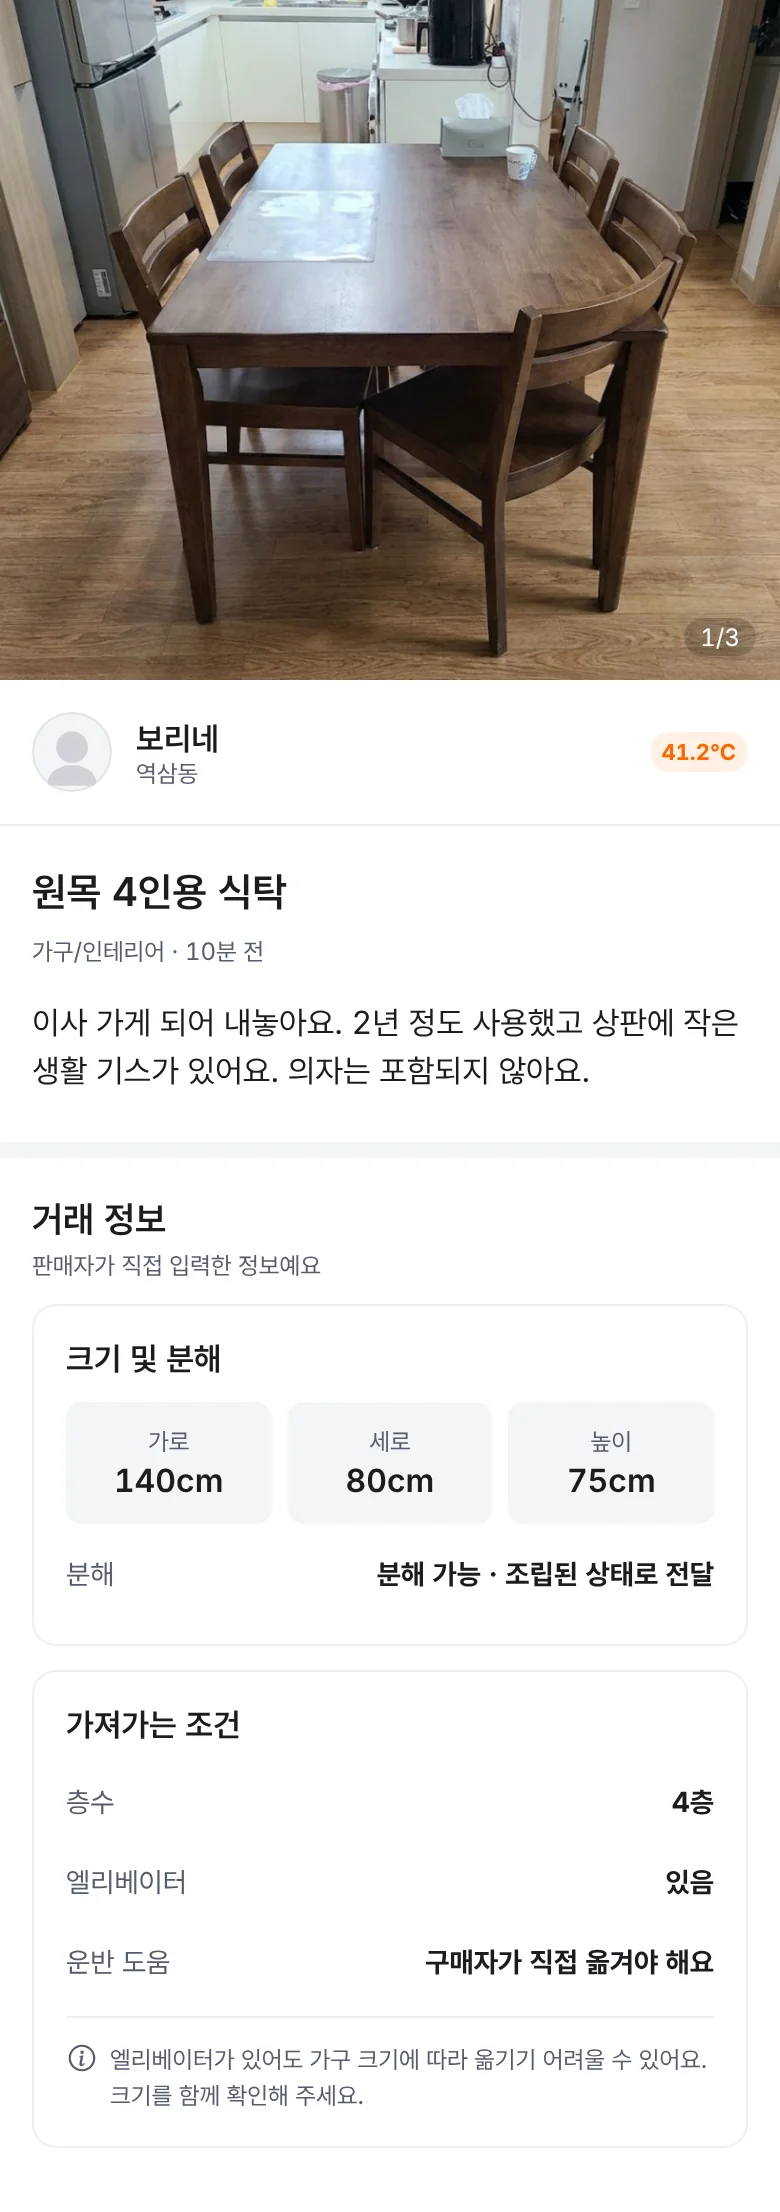 1/3
보리네
역삼동
41.2°C
원목 4인용 식탁
가구/인테리어 · 10분 전
이사 가게 되어 내놓아요. 2년 정도 사용했고 상판에 작은
생활 기스가 있어요. 의자는 포함되지 않아요.
거래 정보
판매자가 직접 입력한 정보예요
크기 및 분해
가로 세로 높이
140cm 80cm 75cm
분해 분해 가능 · 조립된 상태로 전달
가져가는 조건
층수 4층
엘리베이터 있음
운반 도움 구매자가 직접 옮겨야 해요
엘리베이터가 있어도 가구 크기에 따라 옮기기 어려울 수 있어요.
크기를 함께 확인해 주세요.